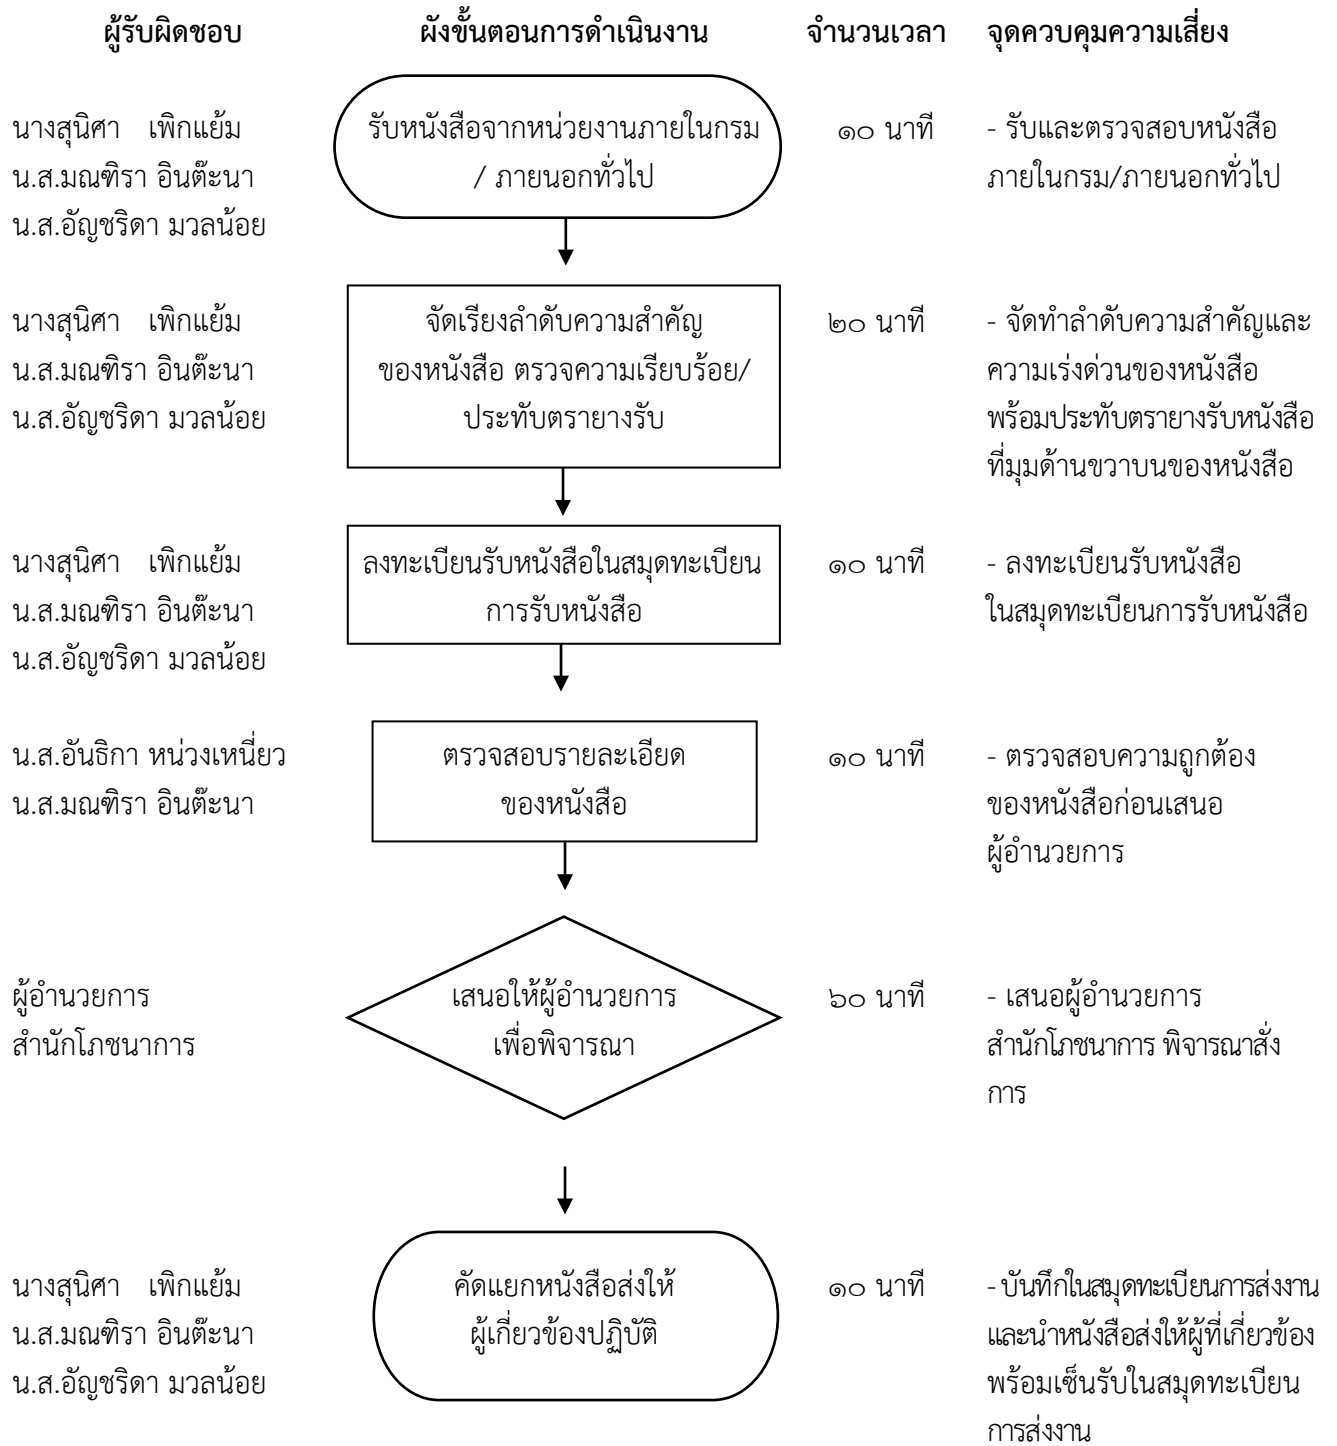 ผู้รับผิดชอบ ผังขั้นตอนการดำเนินงาน จำนวนเวลา จุดควบคุมความเสี่ยง
นางสุนิศา เพิกแย้ม
น.ส.มณฑิรา อินต๊ะนา
น.ส.อัญชริดา มวลน้อย
รับหนังสือจากหน่วยงานภายในกรม
/ ภายนอกทั่วไป
๑๐ นาที
- รับและตรวจสอบหนังสือ
ภายในกรม/ภายนอกทั่วไป
นางสุนิศา เพิกแย้ม
น.ส.มณฑิรา อินต๊ะนา
น.ส.อัญชริดา มวลน้อย
จัดเรียงลำดับความสำคัญ
ของหนังสือ ตรวจความเรียบร้อย/
ประทับตรายางรับ
๒๐ นาที
- จัดทำลำดับความสำคัญและ
ความเร่งด่วนของหนังสือ
พร้อมประทับตรายางรับหนังสือ
ที่มุมด้านขวาบนของหนังสือ
นางสุนิศา เพิกแย้ม
น.ส.มณฑิรา อินต๊ะนา
น.ส.อัญชริดา มวลน้อย
ลงทะเบียนรับหนังสือในสมุดทะเบียน
การรับหนังสือ
๑๐ นาที
- ลงทะเบียนรับหนังสือ
ในสมุดทะเบียนการรับหนังสือ
น.ส.อันธิกา หน่วงเหนี่ยว
น.ส.มณฑิรา อินต๊ะนา
ตรวจสอบรายละเอียด
ของหนังสือ
๑๐ นาที
- ตรวจสอบความถูกต้อง
ของหนังสือก่อนเสนอ
ผู้อำนวยการ
ผู้อำนวยการ
สำนักโภชนาการ
เสนอให้ผู้อำนวยการ
เพื่อพิจารณา
๖๐ นาที
- เสนอผู้อำนวยการ
สำนักโภชนาการ พิจารณาสั่ง
การ
นางสุนิศา เพิกแย้ม
น.ส.มณฑิรา อินต๊ะนา
น.ส.อัญชริดา มวลน้อย
คัดแยกหนังสือส่งให้
ผู้เกี่ยวข้องปฏิบัติ
๑๐ นาที
- บันทึกในสมุดทะเบียนการส่งงาน
และนำหนังสือส่งให้ผู้ที่เกี่ยวข้อง
พร้อมเซ็นรับในสมุดทะเบียน
การส่งงาน